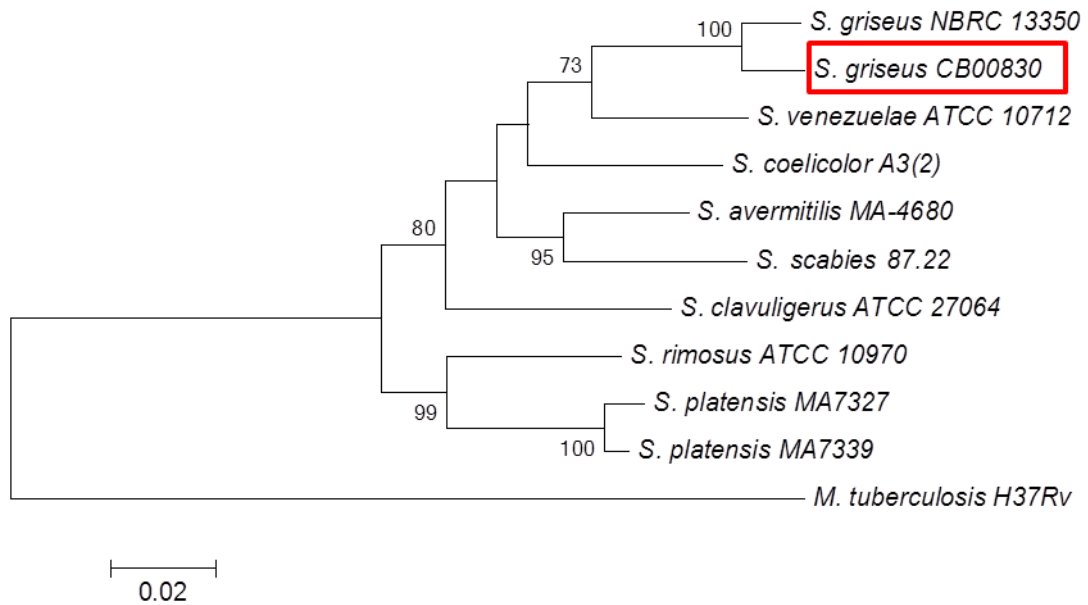 S. griseus NBRC 13350
100
S. griseus CB00830
73
S. venezuelae ATCC 10712
S. coelicolor A3(2)
S. avermitilis MA-4680
80
95
S. scabies 87.22
S. clavuligerus ATCC 27064
S. rimosus ATCC 10970
99
S. platensis MA7327
100
S. platensis MA7339
M. tuberculosis H37Rv
0.02